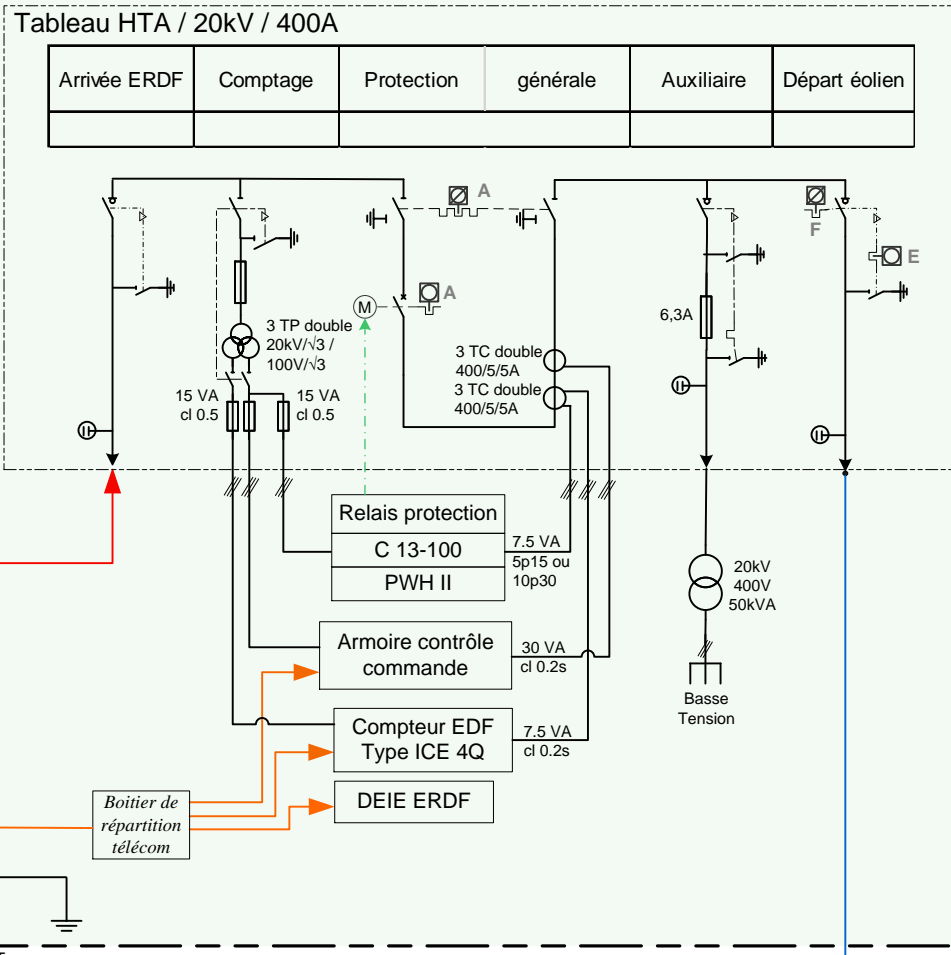 Tableau HTA / 20kV / 400A
Arrivée ERDF
Comptage
Protection
générale
Auxiliaire
Départ éolien
A
F
E
M
A
6,3A
3 TP double
20kV/√3 /
100V/√3
3 TC double
400/5/5A
3 TC double
400/5/5A
15 VA
cl 0.5
15 VA
cl 0.5
Relais protection
C 13-100
PWH II
7.5 VA
5p15 ou
10p30
20kV
400V
50kVA
Armoire contrôle
commande
30 VA
cl 0.2s
Basse
Tension
Compteur EDF
Type ICE 4Q
7.5 VA
cl 0.2s
DEIE ERDF
Boitier de
répartition
télécom